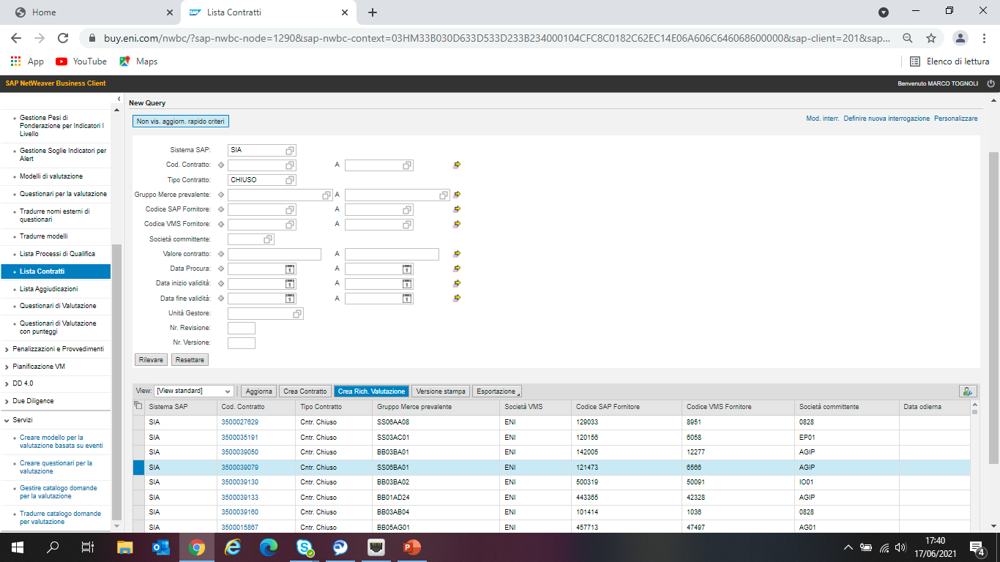 Home
Lista Contratti
buy.eni.com/nwbc/?sap-nwbc-node=1290&sap-nwbc-context=03HM33B030D633D533D233B234000104CFC8C0182C62EC14E06A606C646068600000&sap-client=201&sap...
App
YouTube
Maps
Elenco di lettura
SAP NetWeaver Business Client
Benvenuto MARCO TOGNOLI
Gestione Pesi di
Ponderazione per Indicatori I
Livello
Gestione Soglie Indicatori per
Alert
Modelli di valutazione
Questionari per la valutazione
Tradurre nomi esterni di
questionari
Tradurre modelli
Lista Processi di Qualifica
Lista Contratti
Lista Aggiudicazioni
Questionari di Valutazione
Questionari di Valutazione
con punteggi
Penalizzazioni e Provvedimenti
Pianificazione VM
DD 4.0
Due Diligence
Servizi
Creare modello per la
valutazione basata su eventi
Creare questionari per la
valutazione
Gestire catalogo domande
per la valutazione
Tradurre catalogo domande
per valutazione
New Query
Non vis. aggiorn. rapido criteri
Mod. interr. Definire nuova interrogazione Personalizzare
Sistema SAP: SIA
Cod. Contratto: A
Tipo Contratto: CHIUSO
Gruppo Merce prevalente: A
Codice SAP Fornitore: A
Codice VMS Fornitore: A
Società committente:
Valore contratto: A
Data Procura: A
Data inizio validità: A
Data fine validità: A
Unità Gestore:
Nr. Revisione:
Nr. Versione:
Rilevare Resettare
View: [View standard] Aggiorna Crea Contratto Crea Rich. Valutazione Versione stampa Esportazione
Sistema SAP Cod. Contratto Tipo Contratto Gruppo Merce prevalente Società VMS Codice SAP Fornitore Codice VMS Fornitore Società committente Data odierna
SIA 3500027629 Cntr. Chiuso SS06AA08 ENI 129033 8951 0828
SIA 3500035191 Cntr. Chiuso SS03AC01 ENI 120156 6058 EP01
SIA 3500039050 Cntr. Chiuso BB03BA01 ENI 142005 12277 AGIP
SIA 3500039079 Cntr. Chiuso SS06BA01 ENI 121473 6566 AGIP
SIA 3500039130 Cntr. Chiuso BB03BA02 ENI 500319 50091 IO01
SIA 3500039133 Cntr. Chiuso BB01AD24 ENI 443365 42328 AGIP
SIA 3500039160 Cntr. Chiuso BB03AB04 ENI 101414 1036 0828
SIA 3500015867 Cntr. Chiuso BB05AG01 ENI 457713 47497 AG01
17:40
17/06/2021
4